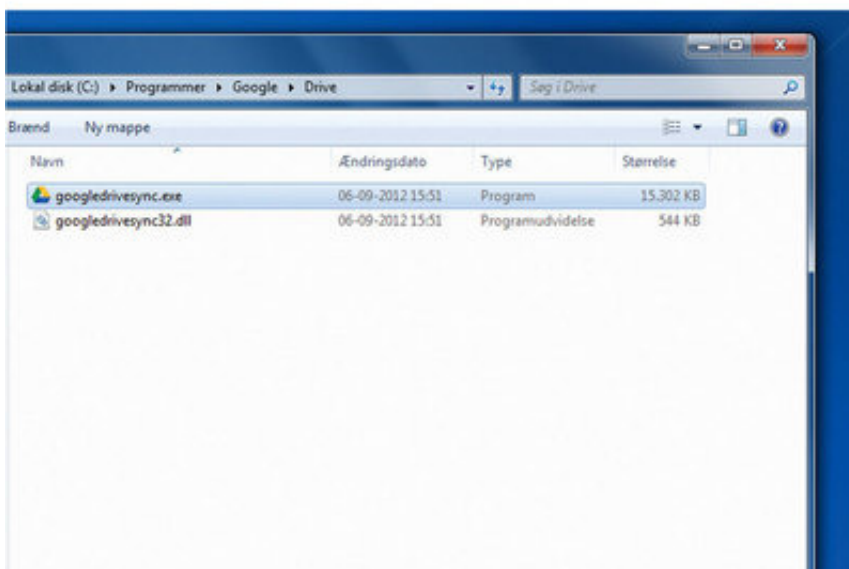 Lokal disk (C:) Programmer Google Drive Søg i Drive
Brænd Ny mappe
Navn Ændringsdato Type Størrelse
googledrivesync.exe 06-09-2012 15:51 Program 15.302 KB
googledrivesync32.dll 06-09-2012 15:51 Programudvidelse 544 KB